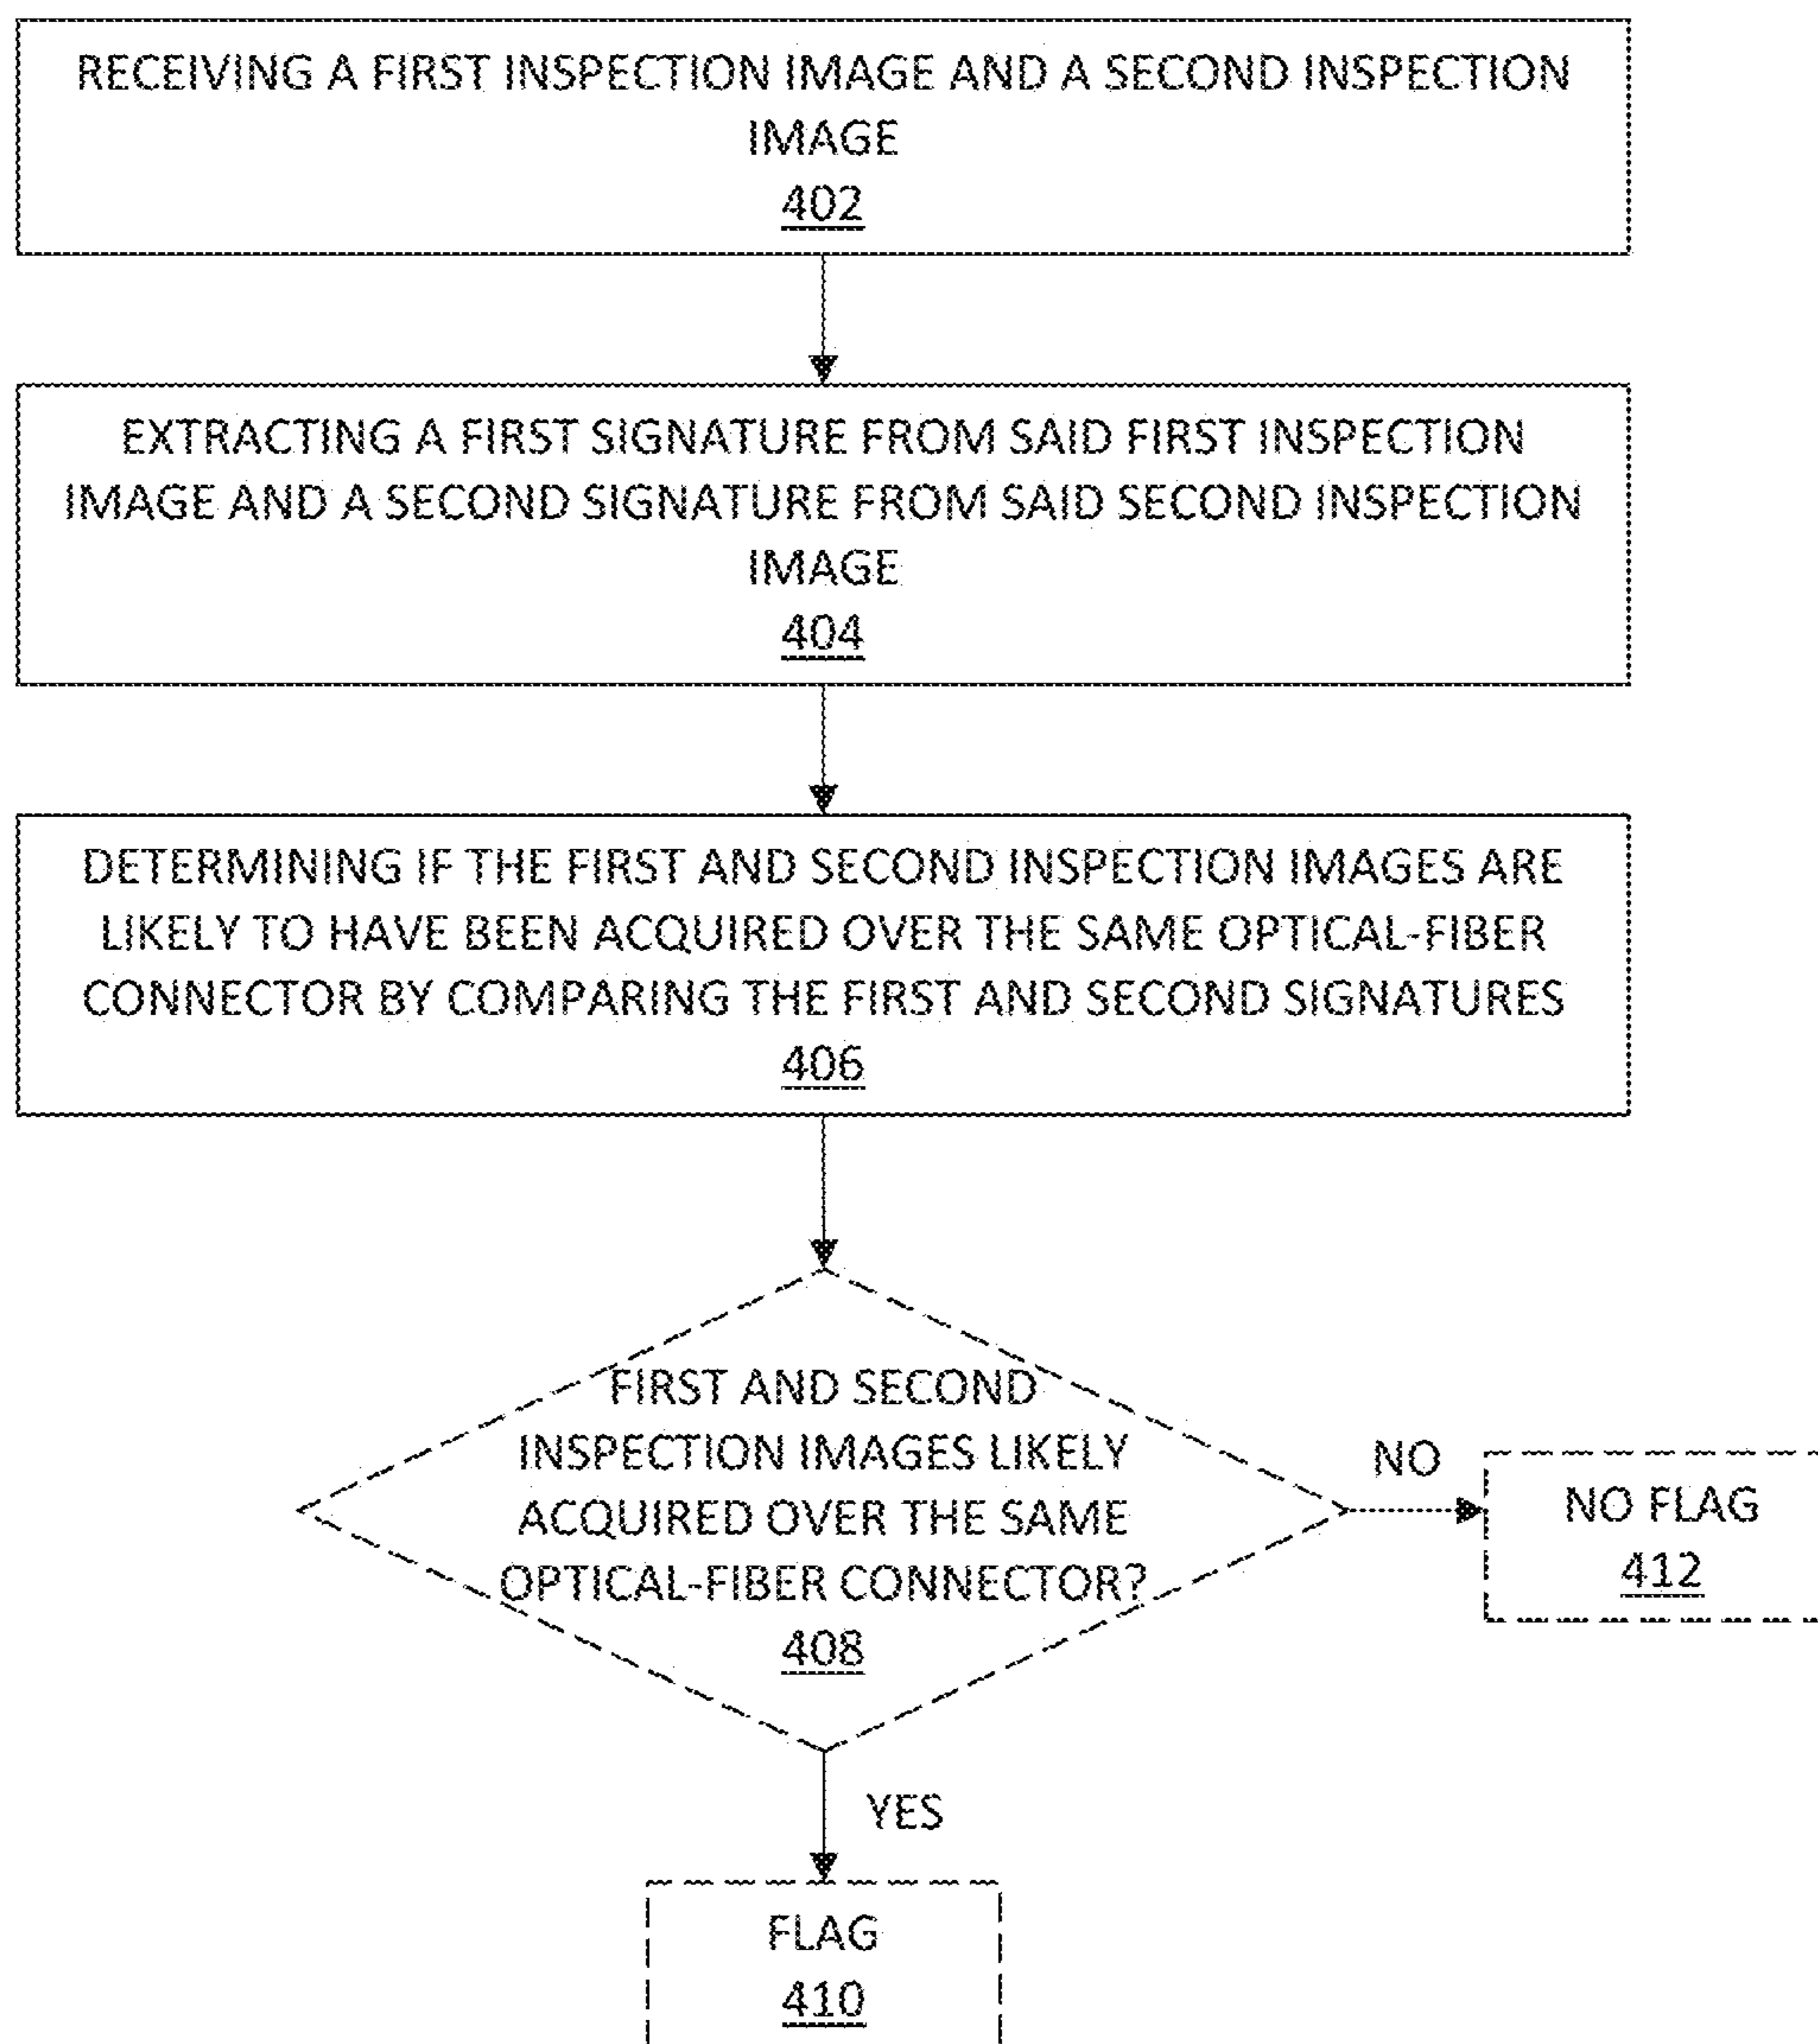 RECEIVING A FIRST INSPECTION IMAGE AND A SECOND INSPECTION
IMAGE
402
EXTRACTING A FIRST SIGNATURE FROM SAID FIRST INSPECTION
IMAGE AND A SECOND SIGNATURE FROM SAID SECOND INSPECTION
IMAGE
404
DETERMINING IF THE FIRST AND SECOND INSPECTION IMAGES ARE
LIKELY TO HAVE BEEN ACQUIRED OVER THE SAME OPTICAL-FIBER
CONNECTOR BY COMPARING THE FIRST AND SECOND SIGNATURES
406
FIRST AND SECOND
INSPECTION IMAGES LIKELY
ACQUIRED OVER THE SAME
OPTICAL-FIBER CONNECTOR?
408
NO
NO FLAG
412
YES
FLAG
410